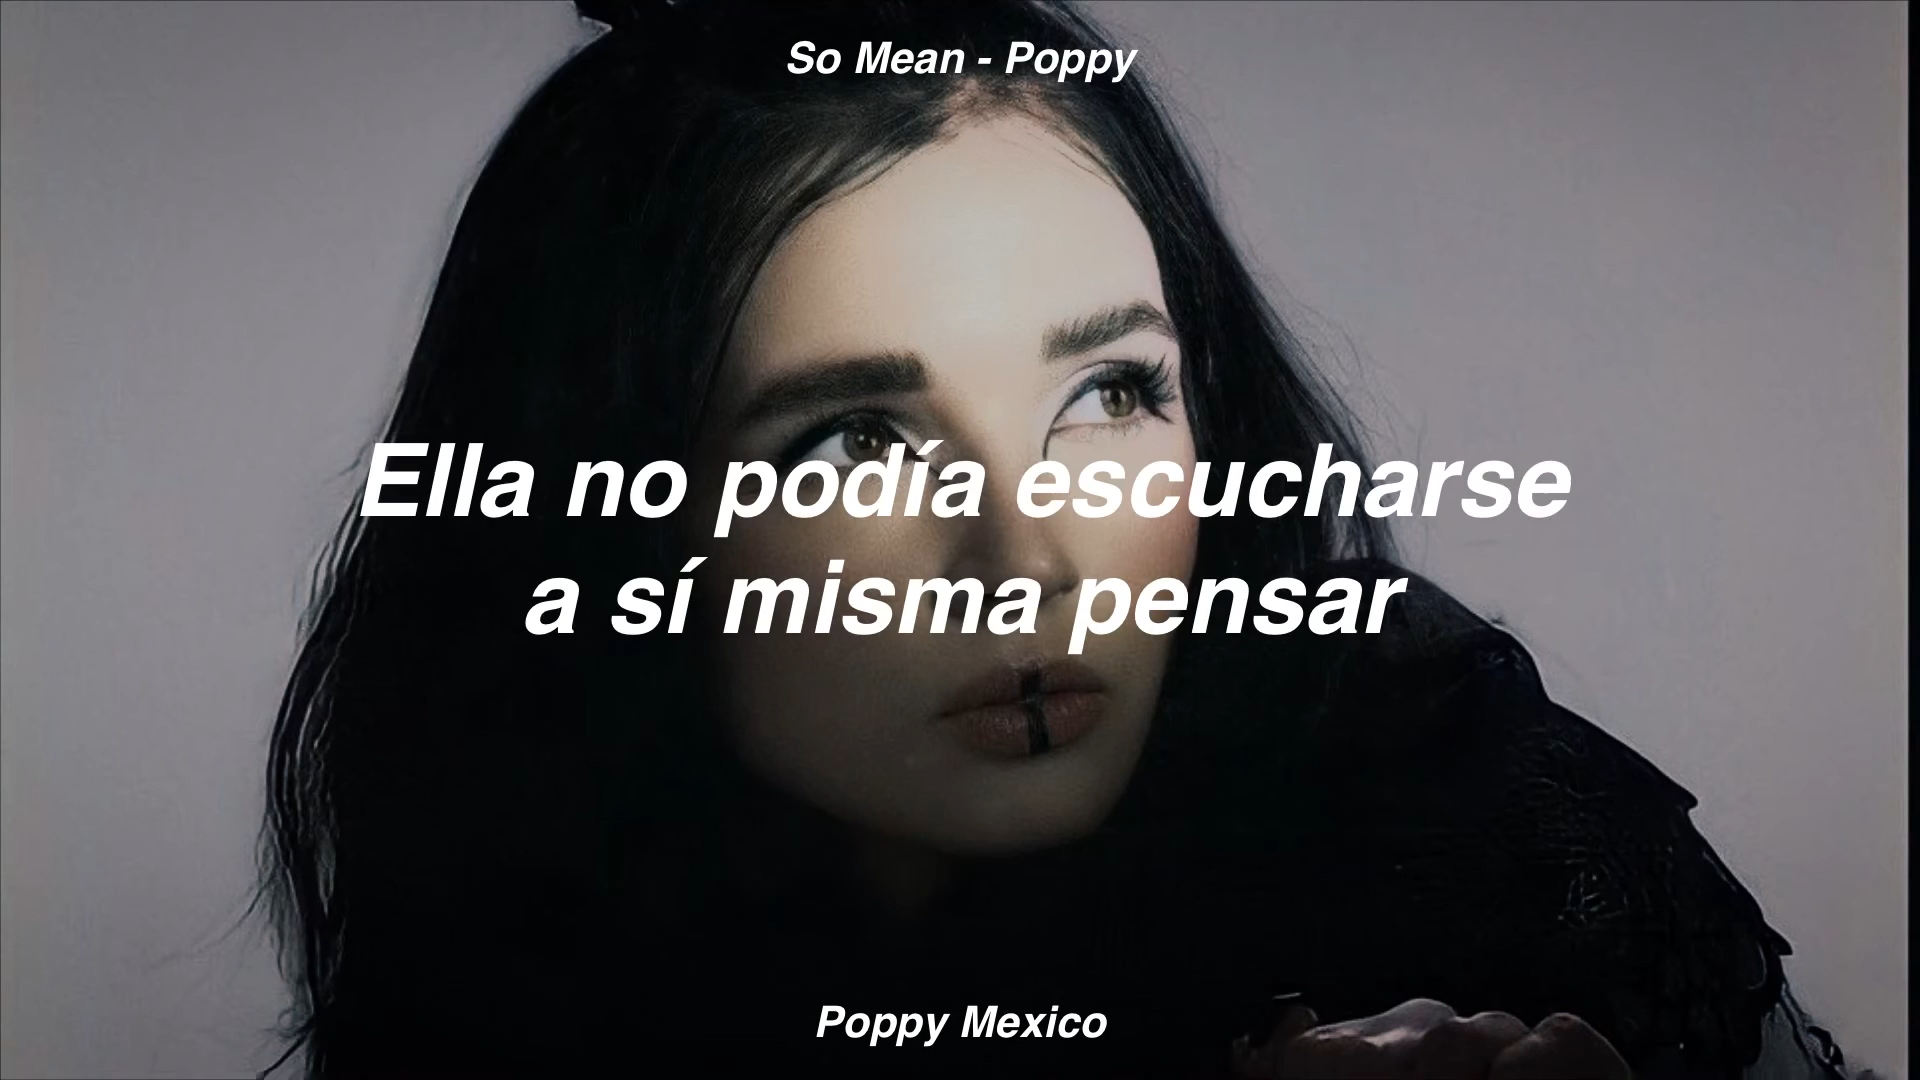 So Mean - Poppy
Ella no podía escucharse
a sí misma pensar
Poppy Mexico